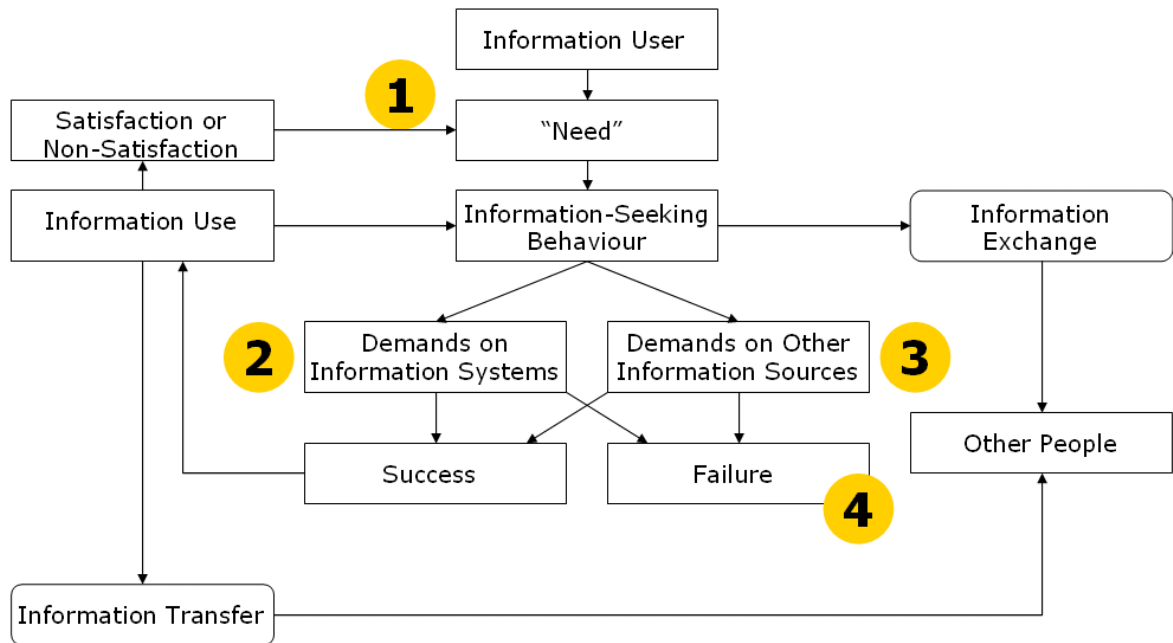 Information User
1
Satisfaction or
Non-Satisfaction
“Need”
Information Use
Information-Seeking
Behaviour
Information
Exchange
2
Demands on
Information Systems
Demands on Other
Information Sources
3
Success
Failure
4
Other People
Information Transfer